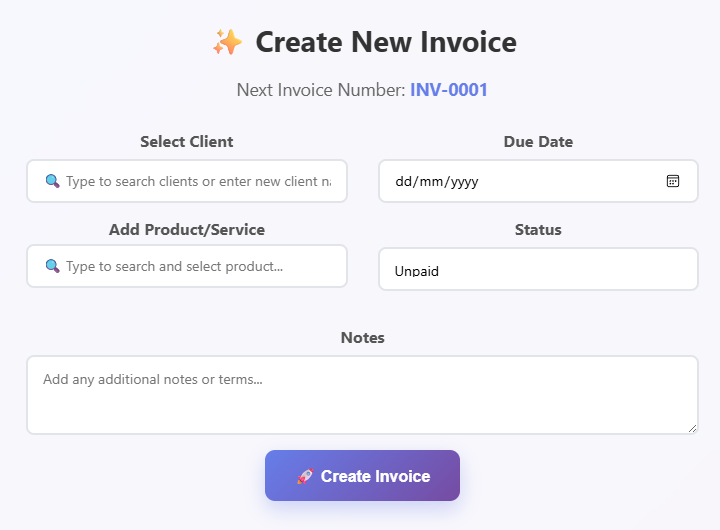 ✨ Create New Invoice
Next Invoice Number: INV-0001
Select Client
Due Date
🔍 Type to search clients or enter new client na
dd/mm/yyyy
Add Product/Service
Status
🔍 Type to search and select product...
Unpaid
Notes
Add any additional notes or terms...
🚀 Create Invoice